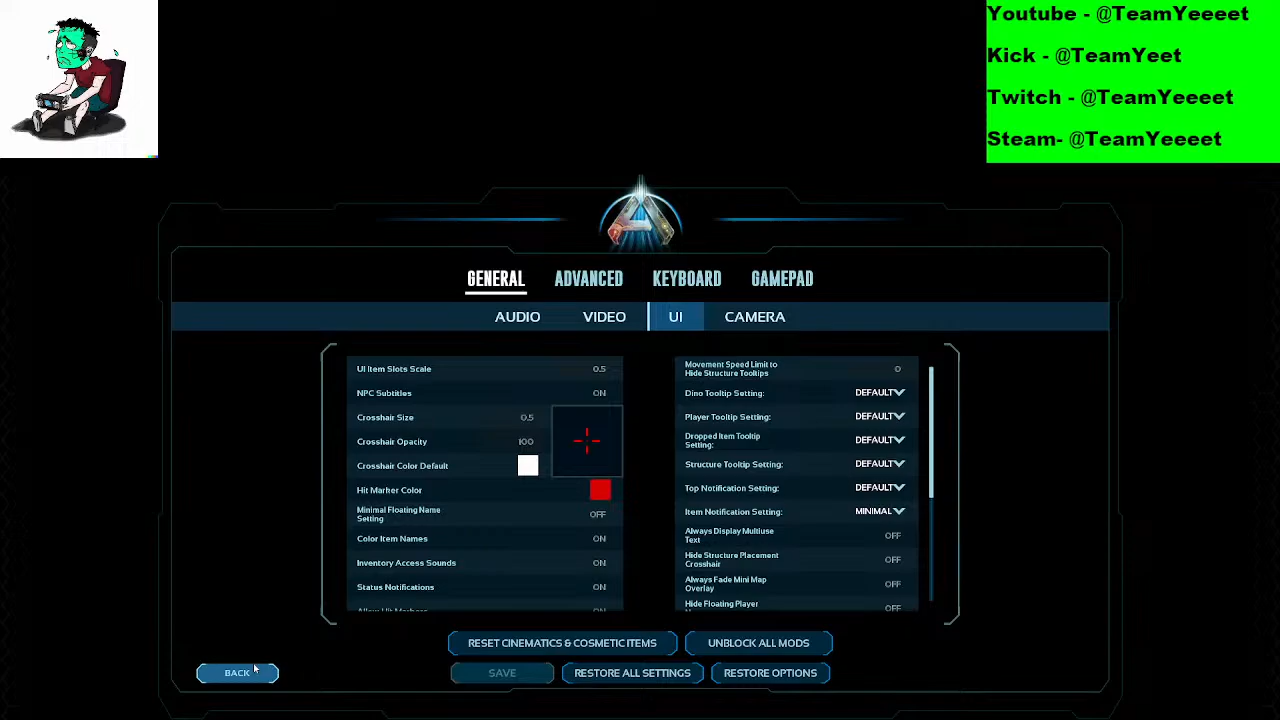 Youtube - @TeamYeeeet
Kick - @TeamYeet
Twitch - @TeamYeeeet
Steam- @TeamYeeeet
GENERAL ADVANCED KEYBOARD GAMEPAD
AUDIO VIDEO UI CAMERA
UI Item Slots Scale 0.5
NPC Subtitles ON
Crosshair Size 0.5
Crosshair Opacity 100
Crosshair Color Default
Hit Marker Color
Minimal Floating Name
Setting OFF
Color Item Names ON
Inventory Access Sounds ON
Status Notifications ON
Allow Hit Markers ON
Movement Speed Limit to
Hide Structure Tooltips 0
Dino Tooltip Setting: DEFAULT
Player Tooltip Setting: DEFAULT
Dropped Item Tooltip
Setting: DEFAULT
Structure Tooltip Setting: DEFAULT
Top Notification Setting: DEFAULT
Item Notification Setting: MINIMAL
Always Display Multiuse
Text OFF
Hide Structure Placement
Crosshair OFF
Always Fade Mini Map
Overlay OFF
Hide Floating Player
OFF
RESET CINEMATICS & COSMETIC ITEMS UNBLOCK ALL MODS
BACK SAVE RESTORE ALL SETTINGS RESTORE OPTIONS